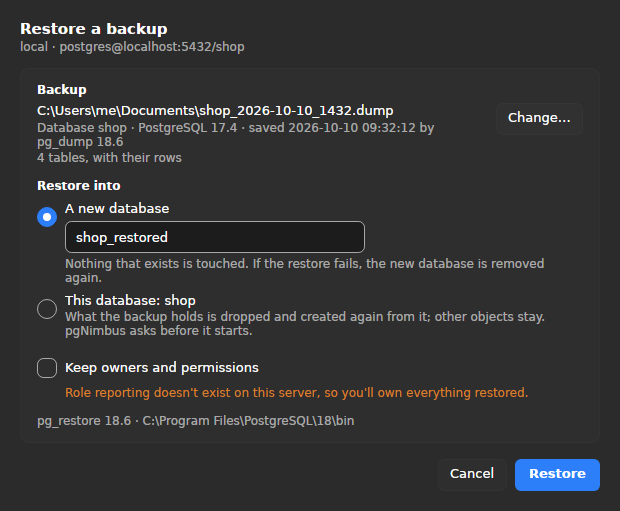 Restore a backup
local · postgres@localhost:5432/shop
Backup
C:\Users\me\Documents\shop_2026-10-10_1432.dump
Database shop · PostgreSQL 17.4 · saved 2026-10-10 09:32:12 by
pg_dump 18.6
4 tables, with their rows
Change...
Restore into
A new database
shop_restored
Nothing that exists is touched. If the restore fails, the new database is removed
again.
This database: shop
What the backup holds is dropped and created again from it; other objects stay.
pgNimbus asks before it starts.
Keep owners and permissions
Role reporting doesn't exist on this server, so you'll own everything restored.
pg_restore 18.6 · C:\Program Files\PostgreSQL\18\bin
Cancel
Restore